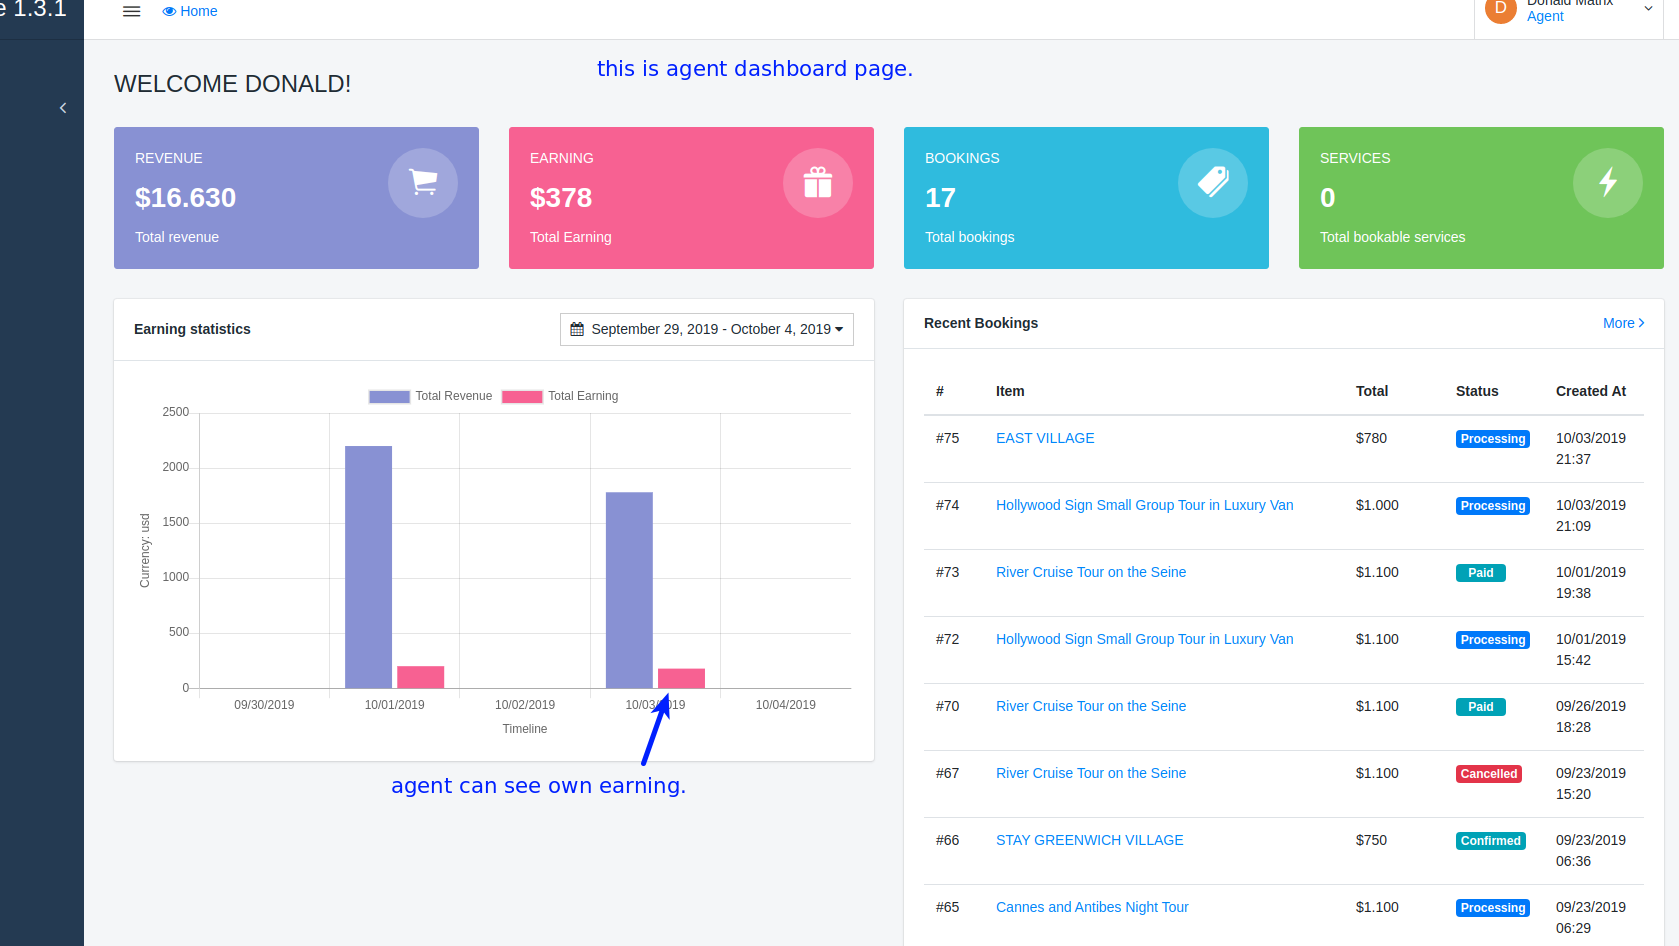 e 1.3.1
Home
D
Donald Matrix
Agent
WELCOME DONALD!
this is agent dashboard page.
REVENUE
$16.630
Total revenue
EARNING
$378
Total Earning
BOOKINGS
17
Total bookings
SERVICES
0
Total bookable services
Earning statistics
September 29, 2019 - October 4, 2019
Total Revenue
Total Earning
2500
2000
1500
1000
500
0
Currency: usd
09/30/2019
10/01/2019
10/02/2019
10/03/2019
10/04/2019
Timeline
agent can see own earning.
Recent Bookings
More
# Item Total Status Created At
#75 EAST VILLAGE $780 Processing 10/03/2019
21:37
#74 Hollywood Sign Small Group Tour in Luxury Van $1.000 Processing 10/03/2019
21:09
#73 River Cruise Tour on the Seine $1.100 Paid 10/01/2019
19:38
#72 Hollywood Sign Small Group Tour in Luxury Van $1.100 Processing 10/01/2019
15:42
#70 River Cruise Tour on the Seine $1.100 Paid 09/26/2019
18:28
#67 River Cruise Tour on the Seine $1.100 Cancelled 09/23/2019
15:20
#66 STAY GREENWICH VILLAGE $750 Confirmed 09/23/2019
06:36
#65 Cannes and Antibes Night Tour $1.100 Processing 09/23/2019
06:29